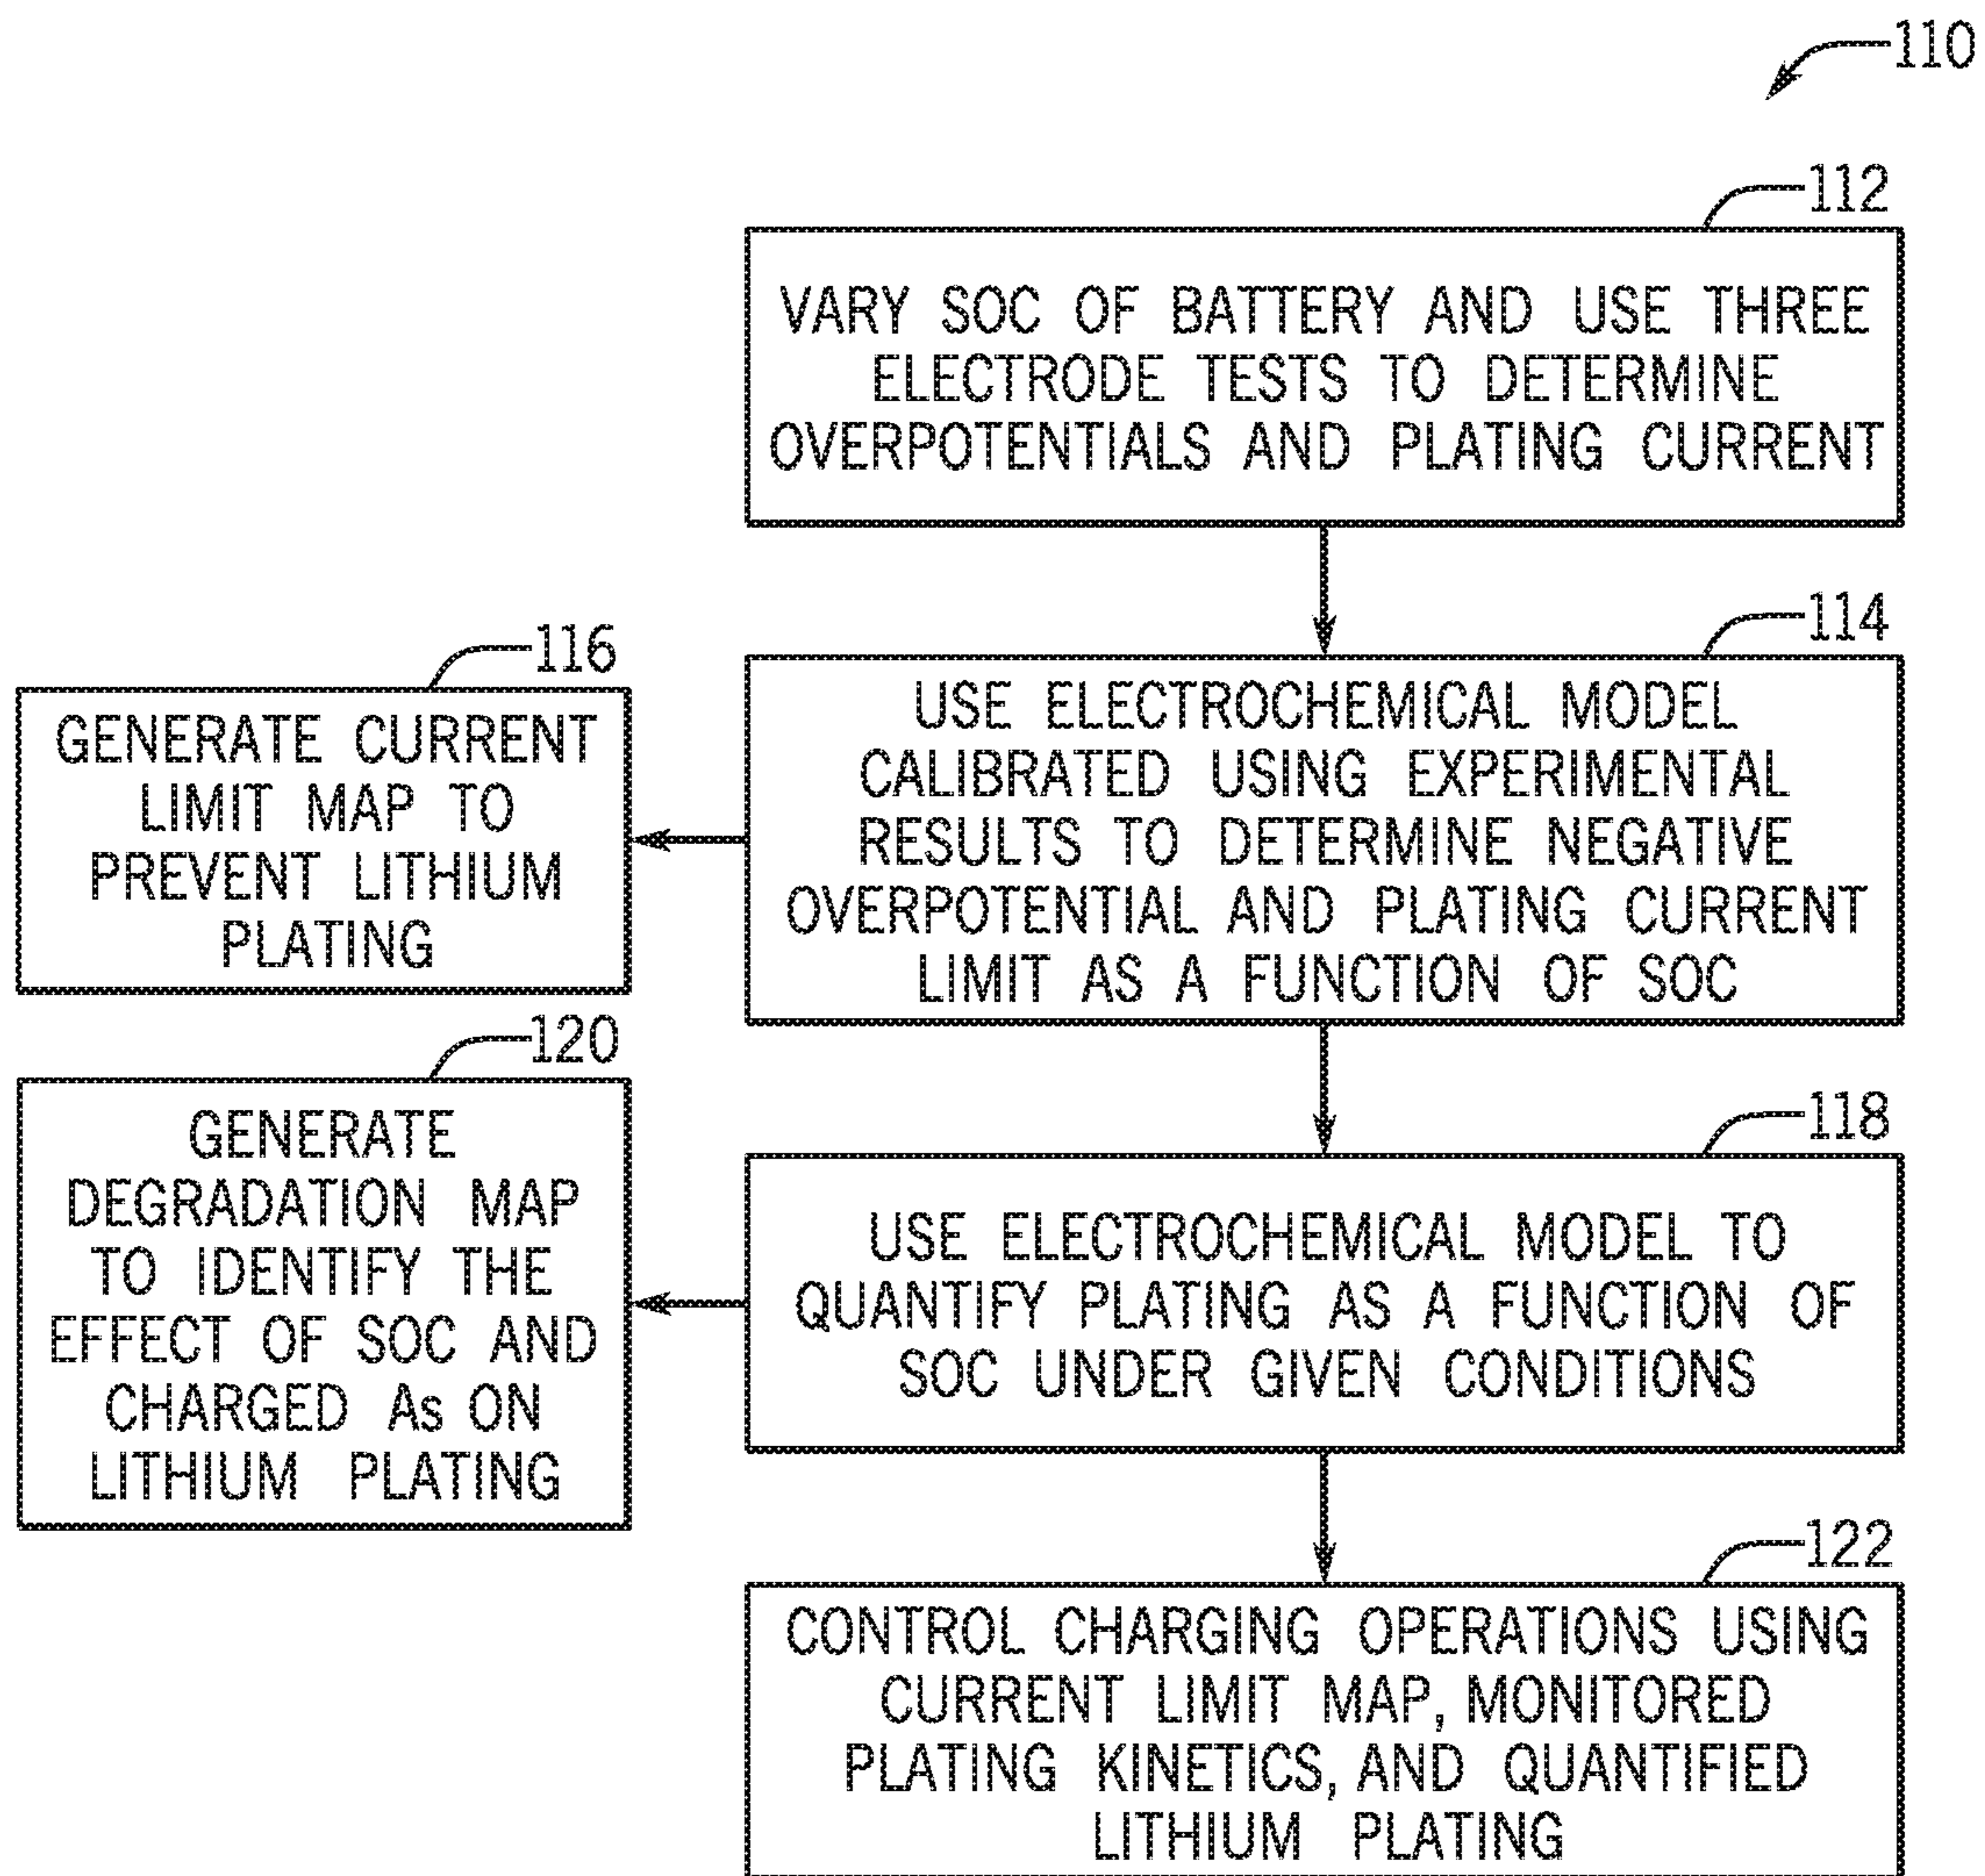 110
112
VARY SOC OF BATTERY AND USE THREE
ELECTRODE TESTS TO DETERMINE
OVERPOTENTIALS AND PLATING CURRENT
114
USE ELECTROCHEMICAL MODEL
CALIBRATED USING EXPERIMENTAL
RESULTS TO DETERMINE NEGATIVE
OVERPOTENTIAL AND PLATING CURRENT
LIMIT AS A FUNCTION OF SOC
116
GENERATE CURRENT
LIMIT MAP TO
PREVENT LITHIUM
PLATING
118
USE ELECTROCHEMICAL MODEL TO
QUANTIFY PLATING AS A FUNCTION OF
SOC UNDER GIVEN CONDITIONS
120
GENERATE
DEGRADATION MAP
TO IDENTIFY THE
EFFECT OF SOC AND
CHARGED As ON
LITHIUM PLATING
122
CONTROL CHARGING OPERATIONS USING
CURRENT LIMIT MAP, MONITORED
PLATING KINETICS, AND QUANTIFIED
LITHIUM PLATING